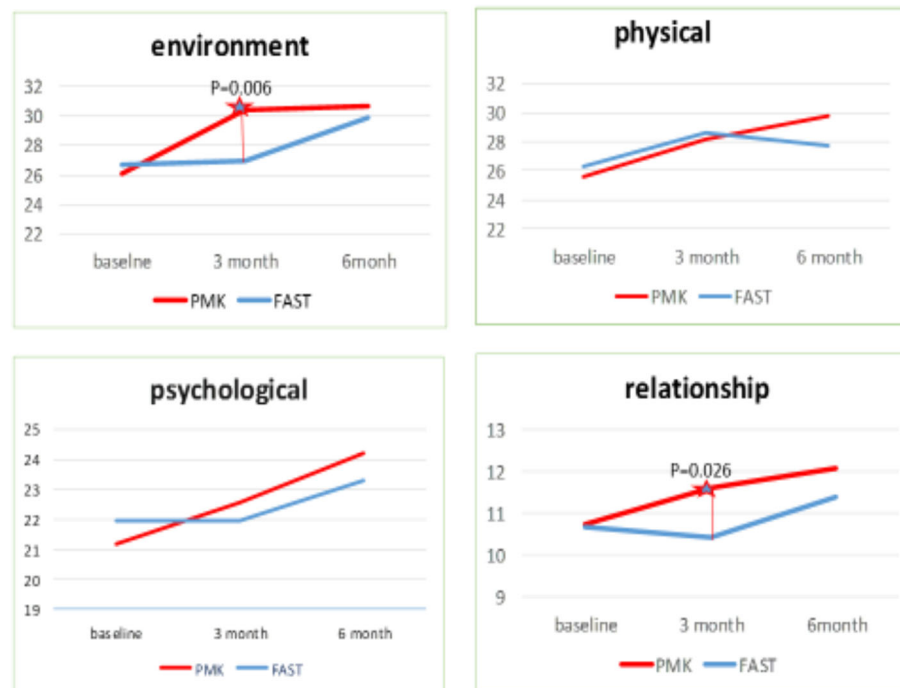 environment
P=0.006
32
30
28
26
24
22
baselne 3 month 6monh
PMK FAST
physical
32
30
28
26
24
22
baseline 3 month 6 month
PMK FAST
psychological
25
24
23
22
21
20
19
baseline 3 month 6 month
PMK FAST
relationship
13
P=0.026
12
11
10
9
baseline 3 month 6month
PMK FAST